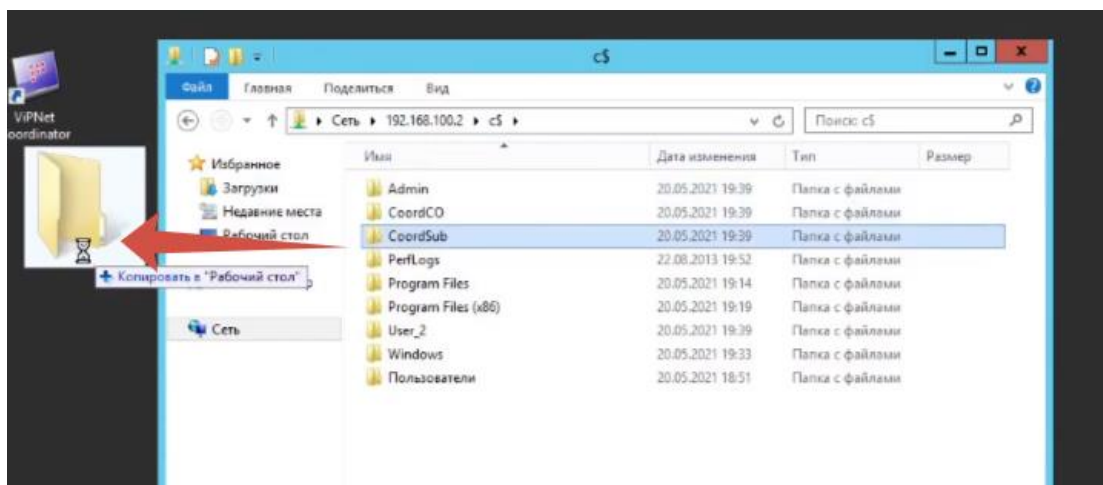 c$
Файл Главная Поделиться Вид
Сеть 192.168.100.2 c$
Поиск: c$
ViPNet
oordinator
Избранное
Загрузки
Недавние места
Рабочий стол
Копировать в "Рабочий стол"
Сеть
Имя Дата изменения Тип Размер
Admin 20.05.2021 19:39 Папка с файлами
CoordCO 20.05.2021 19:39 Папка с файлами
CoordSub 20.05.2021 19:39 Папка с файлами
PerfLogs 22.08.2013 19:52 Папка с файлами
Program Files 20.05.2021 19:14 Папка с файлами
Program Files (x86) 20.05.2021 19:19 Папка с файлами
User_2 20.05.2021 19:39 Папка с файлами
Windows 20.05.2021 19:33 Папка с файлами
Пользователи 20.05.2021 18:51 Папка с файлами